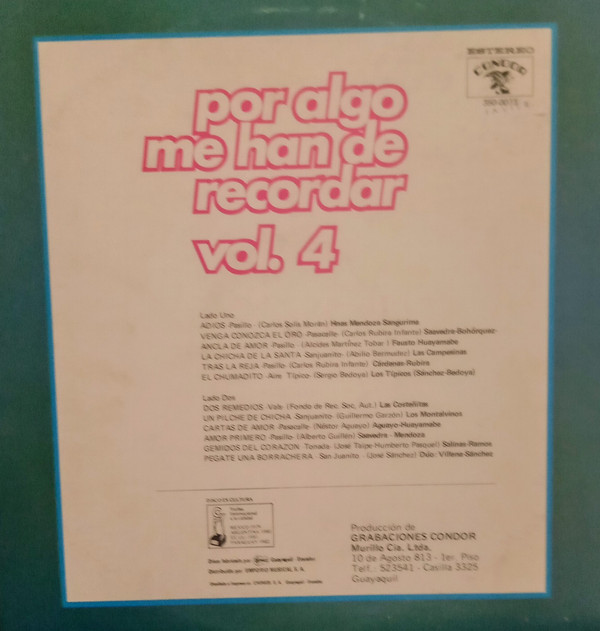 ESTEREO
CONDOR
por algo
me han de
recordar
vol. 4
Lado Uno
ADIOS -Pasillo- (Carlos Solís Morán) Hnas Mendoza Sangurima
VENGA CONOZCA EL ORO -Pasacalle- (Carlos Rubira Infante) Saavedra-Bohórquez
ANCLA DE AMOR -Pasillo- (Alcides Martínez Tobar) Fausto Huayamabe
LA CHICHA DE LA SANTA -Sanjuanito- (Abilio Bermudez) Las Campesinas
TRAS LA REJA -Pasillo- (Carlos Rubira Infante) Cárdenas Rubira
EL CHUMADITO -Aire Típico- (Sergio Bedoya) Los Típicos (Sánchez-Bedoya)
Lado Dos
DOS REMEDIOS -Vals- (Fondo de Rec. Soc. Aut.) Las Costeñitas
UN PILCHE DE CHICHA -Sanjuanito- (Guillermo Garzón) Los Montalvinos
CARTAS DE AMOR -Pasacalle- (Néstor Aguayo) Aguayo-Huayamabe
AMOR PRIMERO -Pasillo- (Alberto Guillén) Saavedra - Mendoza
GEMIDOS DEL CORAZON -Tonada- (José Taipe-Humberto Pasquel) Salinas-Ramos
PEGATE UNA BORRACHERA -San Juanito- (José Sánchez) Dúo: Villena-Sánchez
DISCO ES CULTURA
Producción de
GRABACIONES CONDOR
Murillo Cía. Ltda.
10 de Agosto 813 - 1er. Piso
Telf.: 523541 - Casilla 3325
Guayaquil